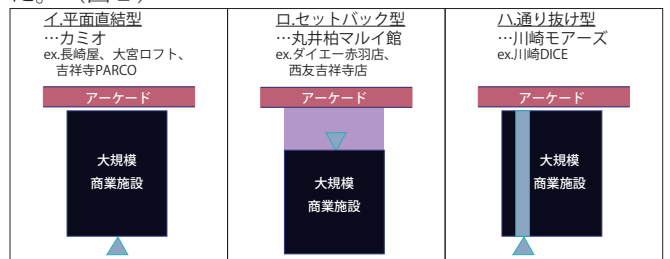 イ.平面直結型
…カミオ
ex.長崎屋、大宮ロフト、
吉祥寺PARCO
アーケード
大規模
商業施設
ロ.セットバック型
…丸井柏マルイ館
ex.ダイエー赤羽店、
西友吉祥寺店
アーケード
大規模
商業施設
ハ.通り抜け型
…川崎モアーズ
ex.川崎DICE
アーケード
大規模
商業施設